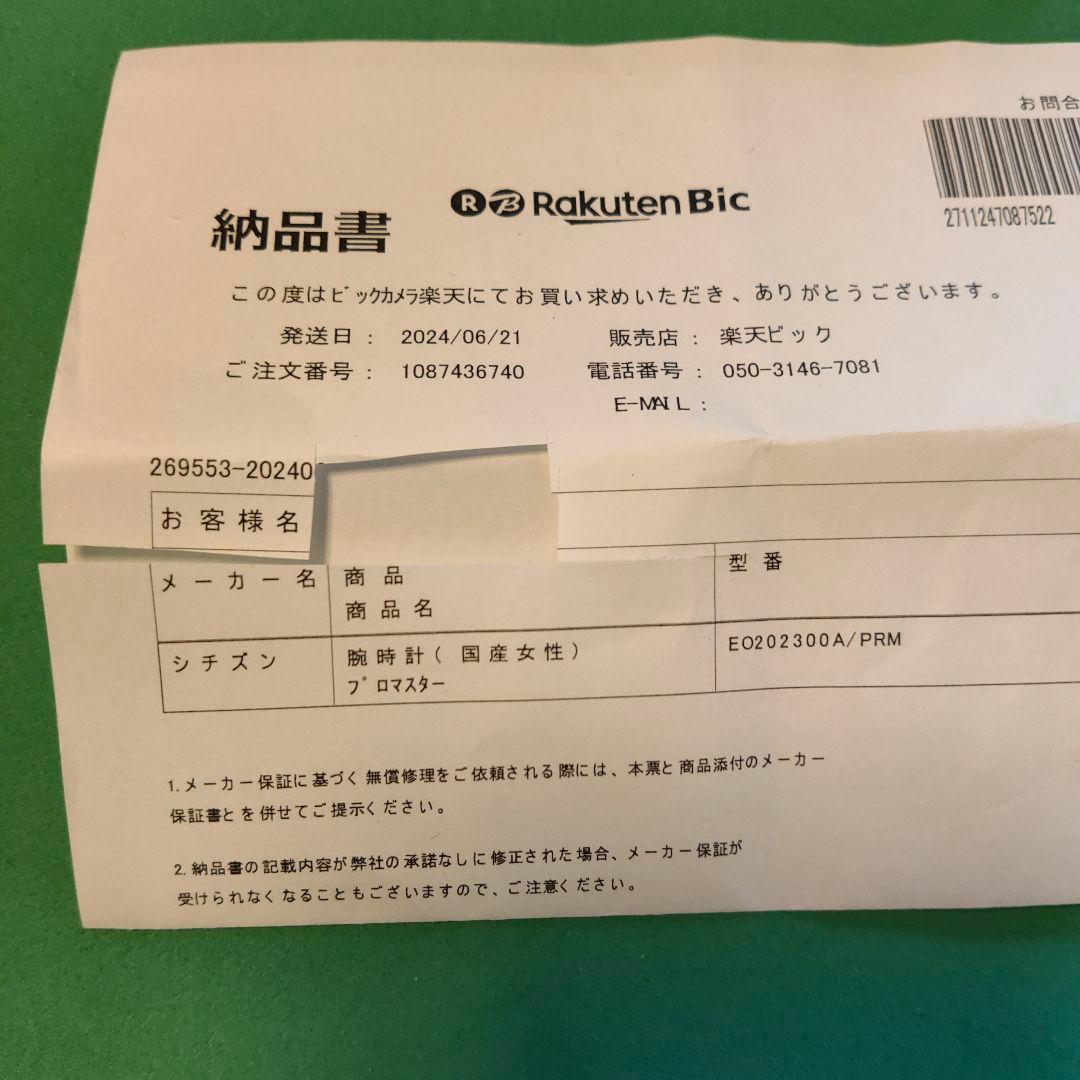 お問合
2711247087522
納品書
Rakuten Bic
この度はビックカメラ楽天にてお買い求めいただき、ありがとうございます。
発送日： 2024/06/21 販売店： 楽天ビック
ご注文番号： 1087436740 電話番号： 050-3146-7081
E-MAIL：
269553-20240
お客様名
メーカー名 商品 型番
商品名
シチズン 腕時計(国産女性) EO202300A/PRM
プロマスター
1.メーカー保証に基づく無償修理をご依頼される際には、本票と商品添付のメーカー
保証書とを併せてご提示ください。
2.納品書の記載内容が弊社の承諾なしに修正された場合、メーカー保証が
受けられなくなることもございますので、ご注意ください。